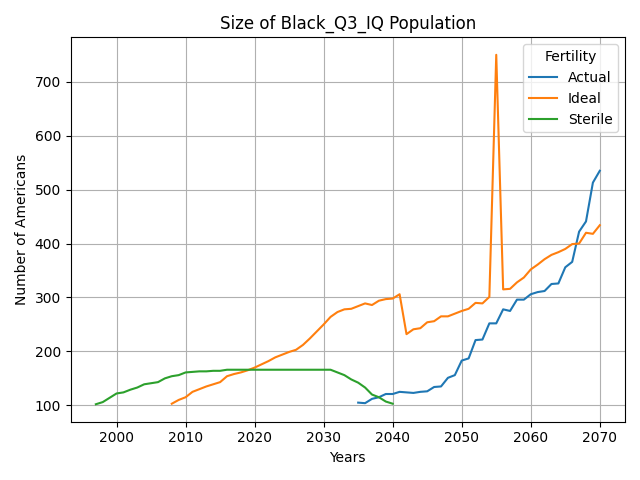 Size of Black_Q3_IQ Population
Fertility
Actual
Ideal
Sterile
Number of Americans
700
600
500
400
300
200
100
2000
2010
2020
2030
2040
2050
2060
2070
Years